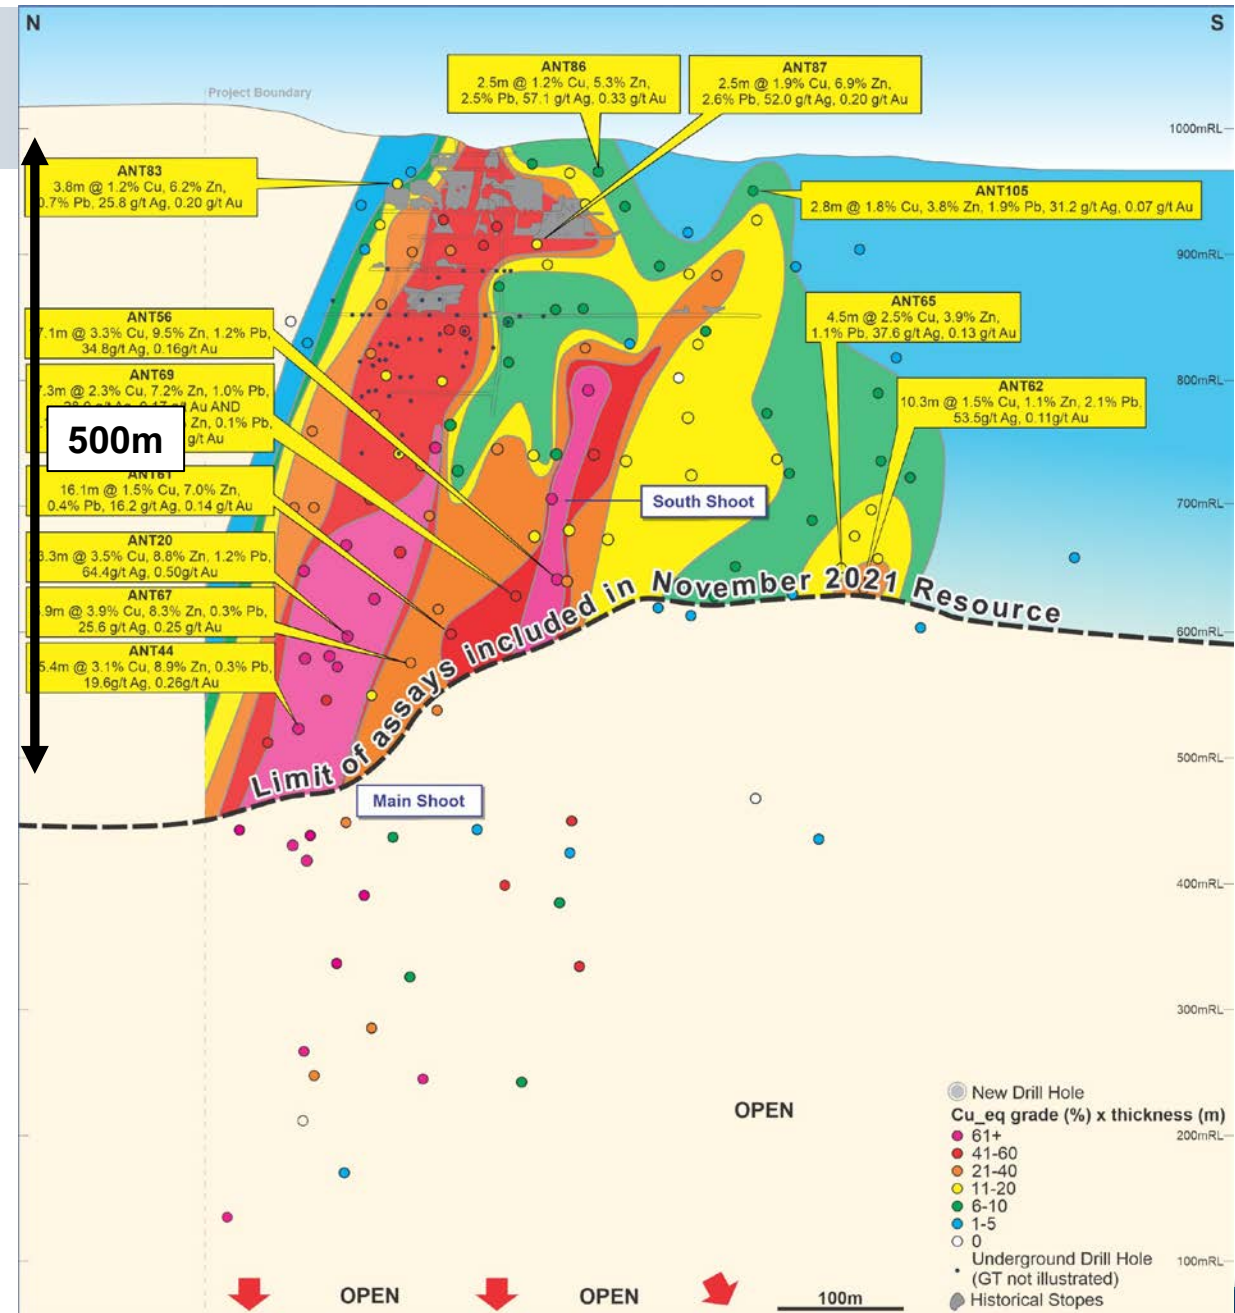 N
S
Project Boundary
ANT86
2.5m @ 1.2% Cu, 5.3% Zn,
2.5% Pb, 57.1 g/t Ag, 0.33 g/t Au
ANT87
2.5m @ 1.9% Cu, 6.9% Zn,
2.6% Pb, 52.0 g/t Ag, 0.20 g/t Au
1000mRL
ANT83
3.8m @ 1.2% Cu, 6.2% Zn,
0.7% Pb, 25.8 g/t Ag, 0.20 g/t Au
ANT105
2.8m @ 1.8% Cu, 3.8% Zn, 1.9% Pb, 31.2 g/t Ag, 0.07 g/t Au
900mRL
ANT65
4.5m @ 2.5% Cu, 3.9% Zn,
1.1% Pb, 37.6 g/t Ag, 0.13 g/t Au
ANT56
7.1m @ 3.3% Cu, 9.5% Zn, 1.2% Pb,
34.8g/t Ag, 0.16g/t Au
800mRL
ANT69
7.3m @ 2.3% Cu, 7.2% Zn, 1.0% Pb,
Au AND
Zn, 0.1% Pb,
g/t Au
500m
ANT62
10.3m @ 1.5% Cu, 1.1% Zn, 2.1% Pb,
53.5g/t Ag, 0.11g/t Au
ANT61
16.1m @ 1.5% Cu, 7.0% Zn,
0.4% Pb, 16.2 g/t Ag, 0.14 g/t Au
South Shoot
700mRL
ANT20
3.3m @ 3.5% Cu, 8.8% Zn, 1.2% Pb,
64.4g/t Ag, 0.50g/t Au
ANT67
.9m @ 3.9% Cu, 8.3% Zn, 0.3% Pb,
25.6 g/t Ag, 0.25 g/t Au
600mRL
ANT44
5.4m @ 3.1% Cu, 8.9% Zn, 0.3% Pb,
19.6g/t Ag, 0.26g/t Au
Limit of assays included in November 2021 Resource
500mRL
Main Shoot
400mRL
300mRL
OPEN
200mRL
New Drill Hole
Cu_eq grade (%) x thickness (m)
61+
41-60
21-40
11-20
6-10
1-5
0
Underground Drill Hole
(GT not illustrated)
Historical Stopes
100mRL
OPEN
OPEN
100m